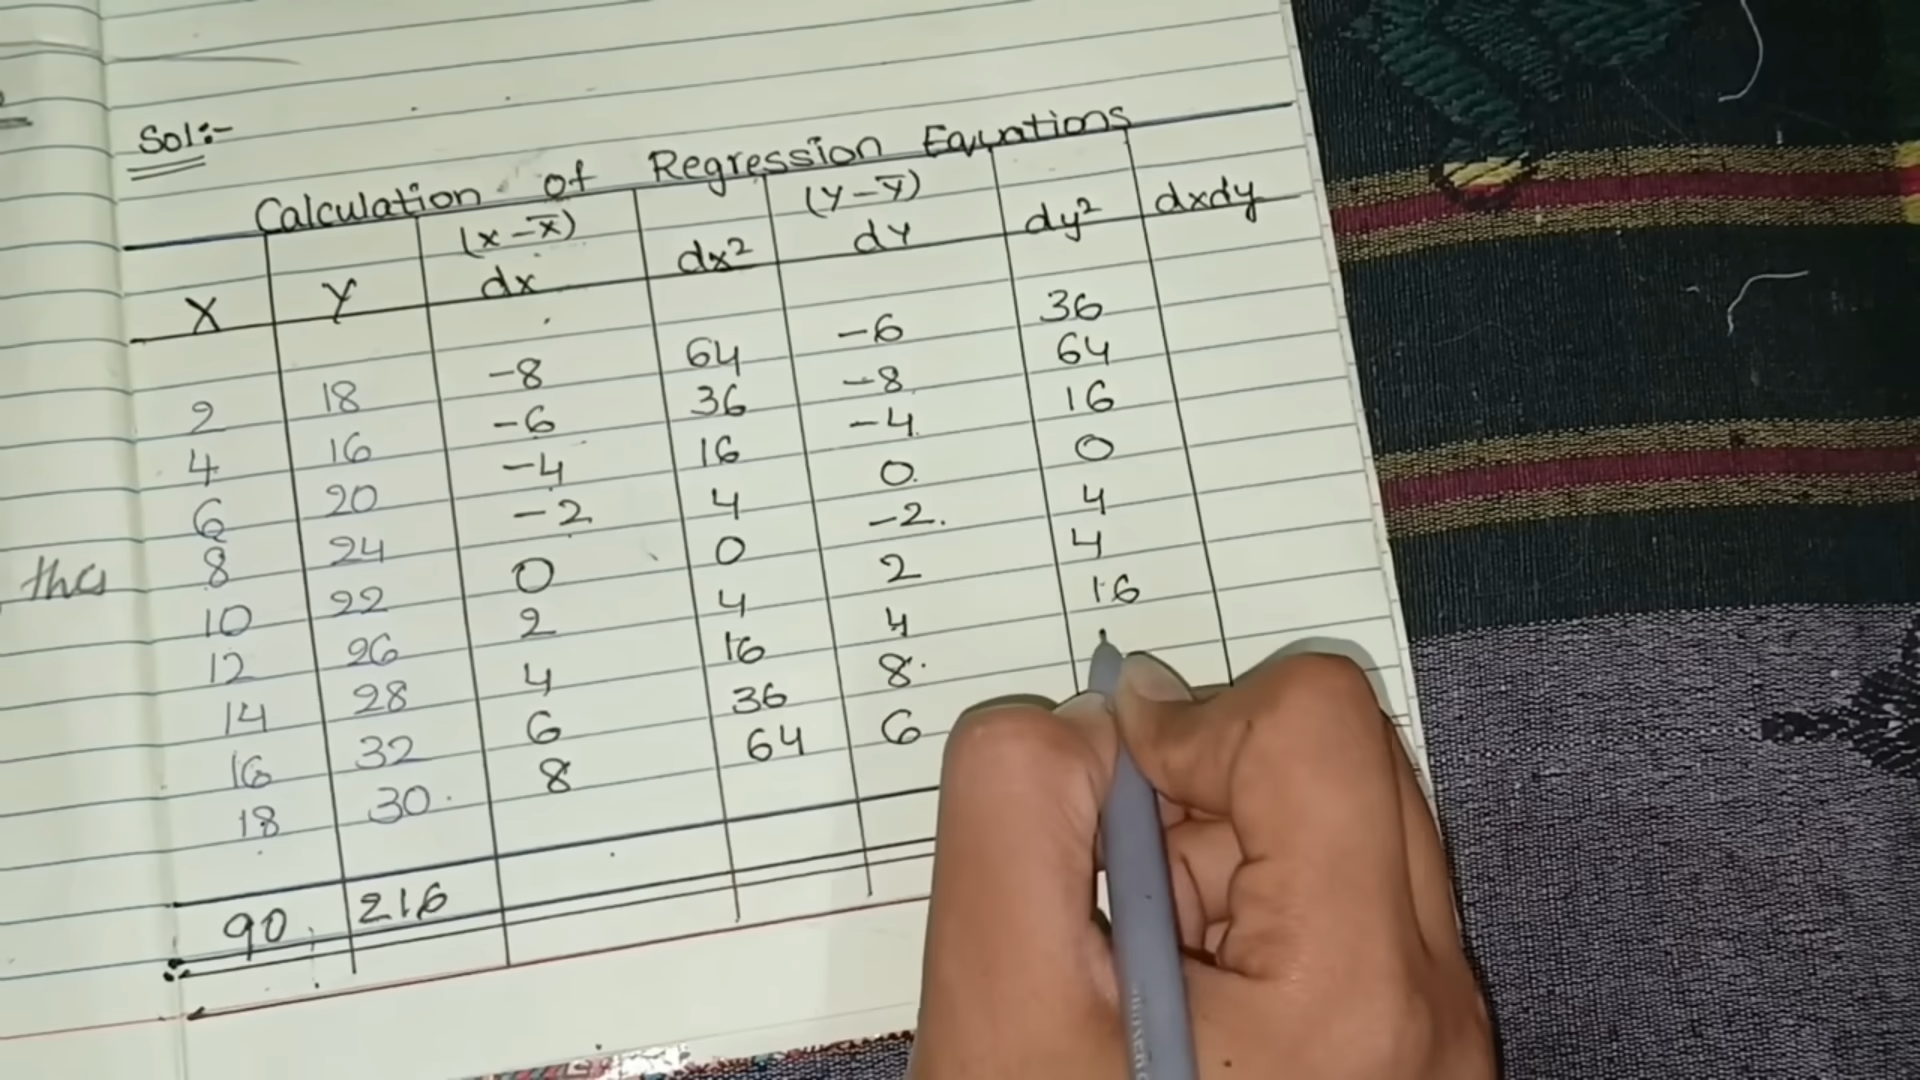 Sol:-
Calculation of Regression Equations
X Y (x-x̅) dx dx² (Y-y̅) dy dy² dxdy
2 18 -8 64 -6 36
4 16 -6 36 -8 64
6 20 -4 16 -4 16
8 24 -2 4 0 0
10 22 0 0 -2 4
12 26 2 4 2 4
14 28 4 16 4 16
16 32 6 36 8
18 30 8 64 6
90 216